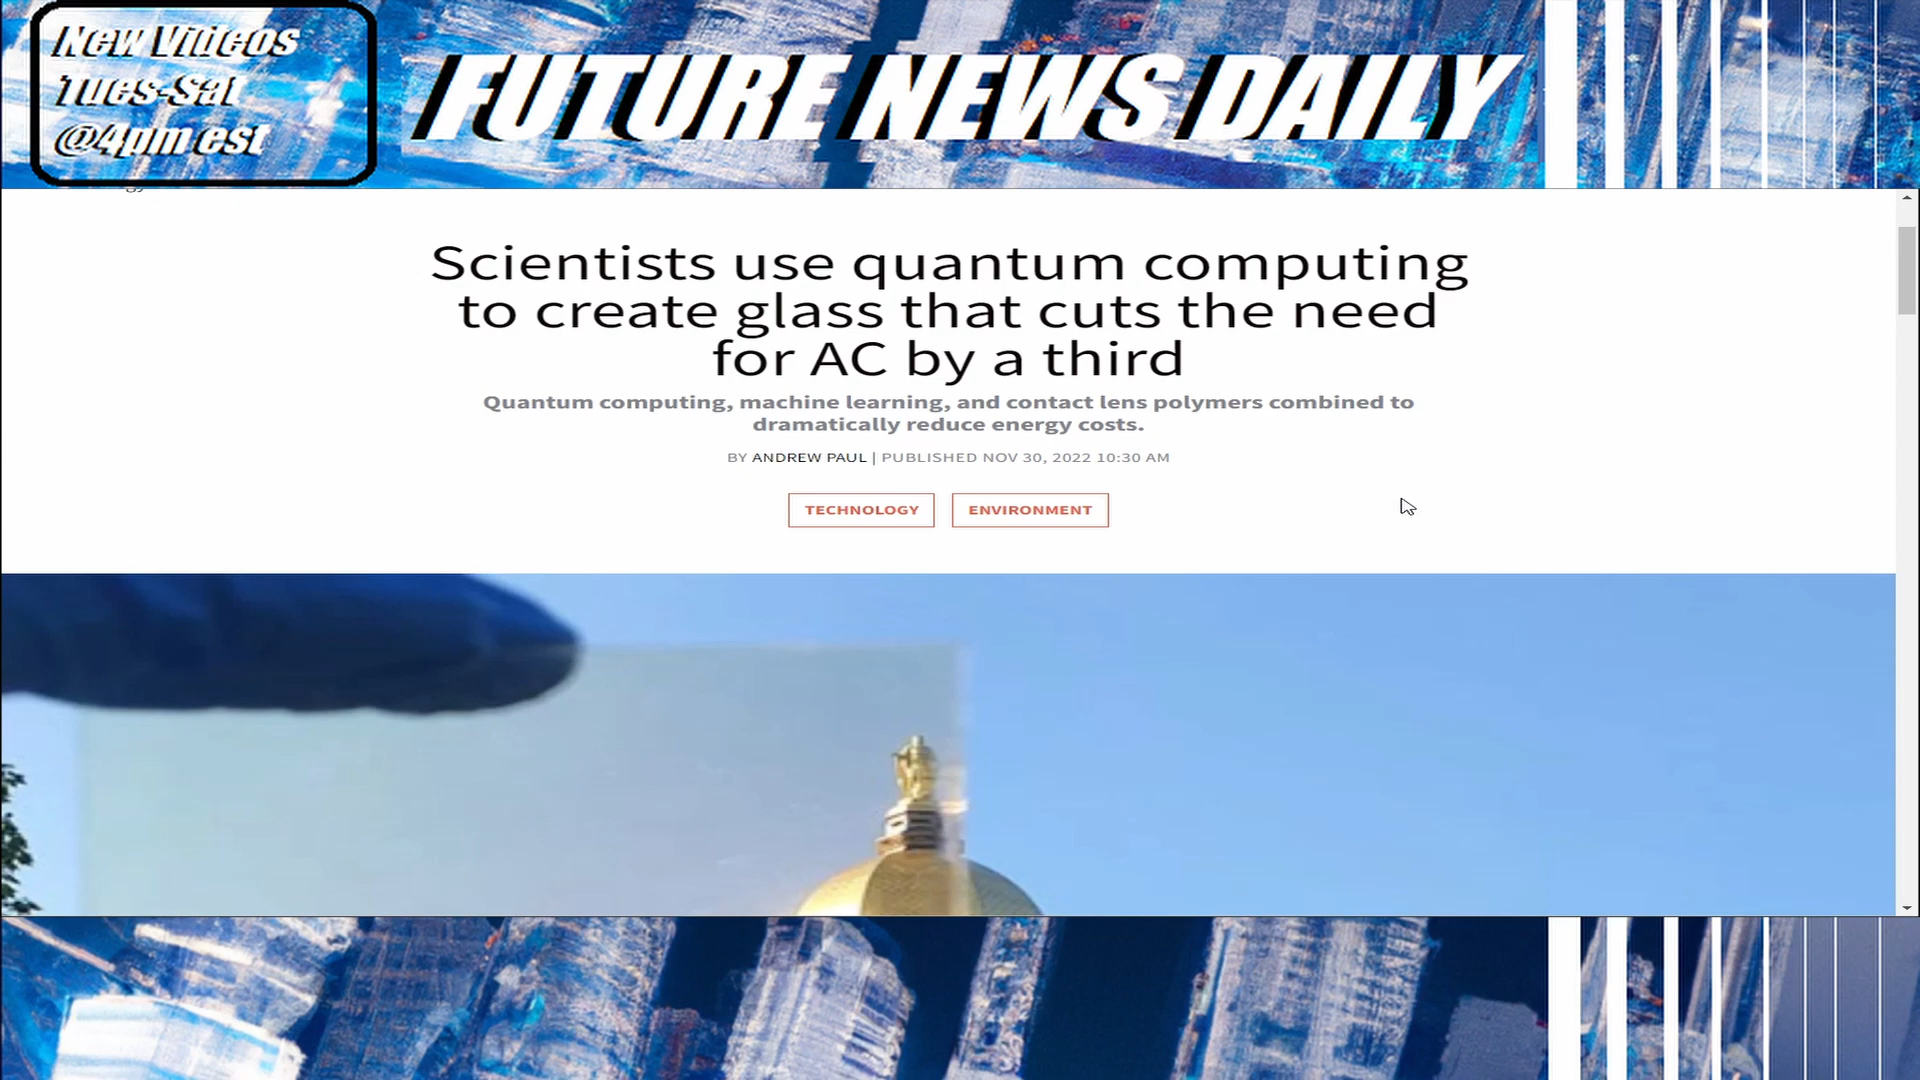 New Videos
Tues-Sat
@4pm est
FUTURE NEWS DAILY
Scientists use quantum computing
to create glass that cuts the need
for AC by a third
Quantum computing, machine learning, and contact lens polymers combined to
dramatically reduce energy costs.
BY ANDREW PAUL | PUBLISHED NOV 30, 2022 10:30 AM
TECHNOLOGY ENVIRONMENT